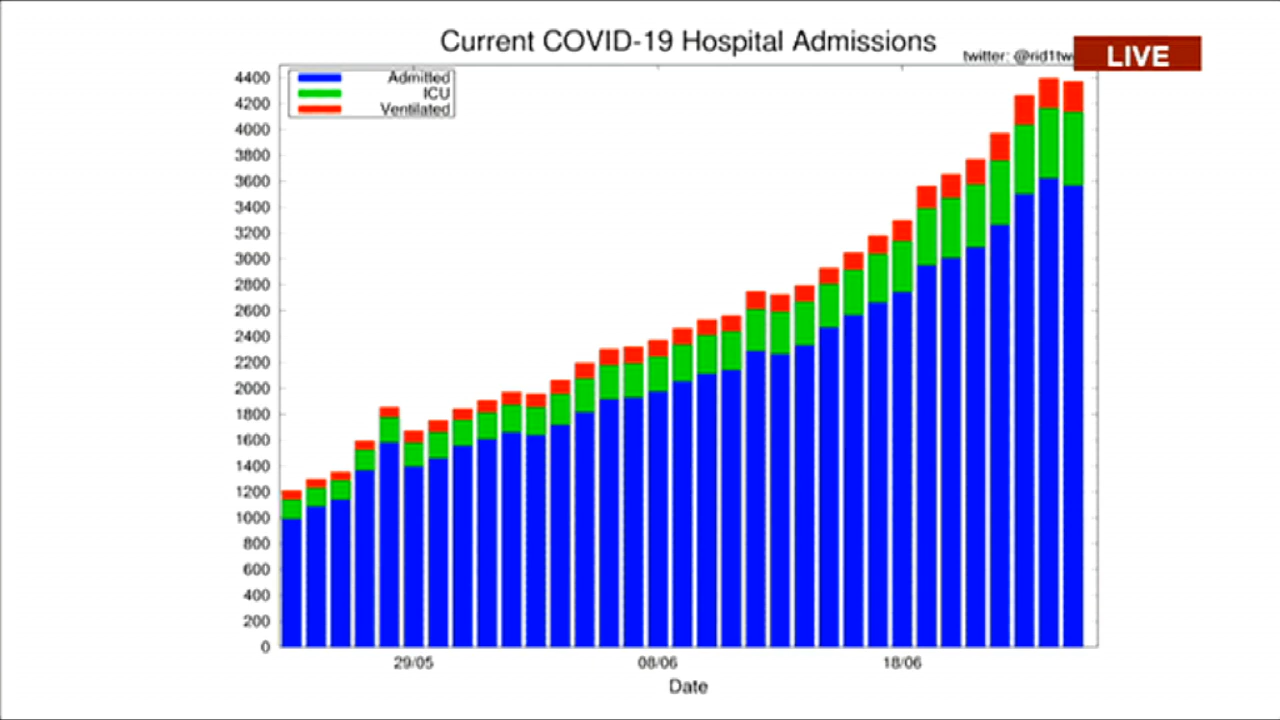 Current COVID-19 Hospital Admissions
twitter: @rid1tw
LIVE
Admitted
ICU
Ventilated
4400
4200
4000
3800
3600
3400
3200
3000
2800
2600
2400
2200
2000
1800
1600
1400
1200
1000
800
600
400
200
0
29/05 08/06 18/06
Date